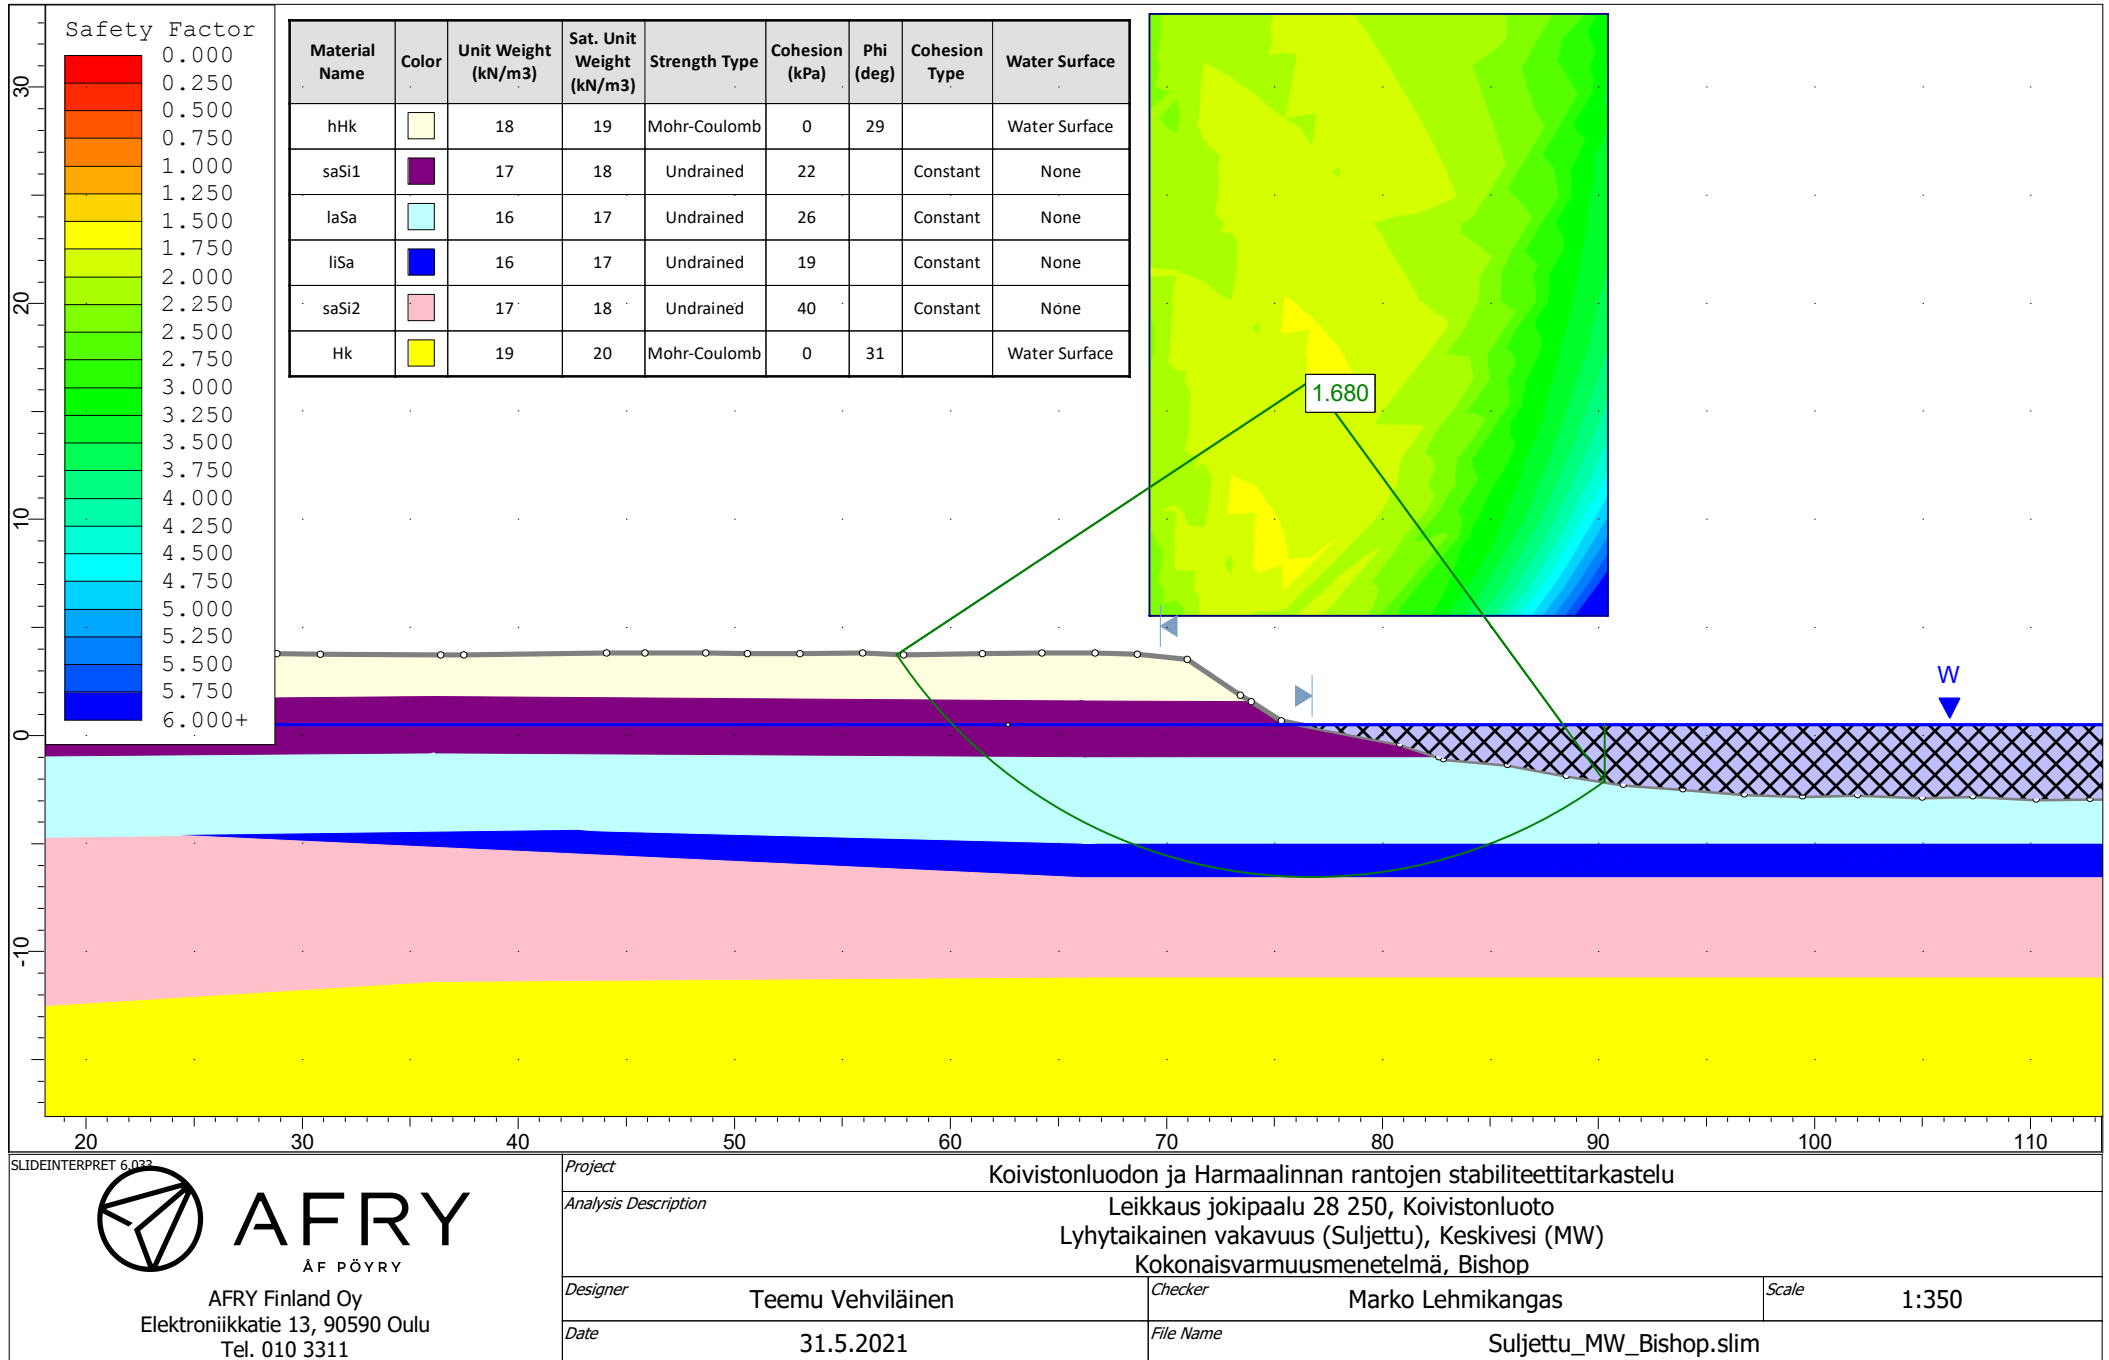 Safety Factor
0.000
0.250
0.500
0.750
1.000
1.250
1.500
1.750
2.000
2.250
2.500
2.750
3.000
3.250
3.500
3.750
4.000
4.250
4.500
4.750
5.000
5.250
5.500
5.750
6.000+
Material Name Color Unit Weight (kN/m3) Sat. Unit Weight (kN/m3) Strength Type Cohesion (kPa) Phi (deg) Cohesion Type Water Surface
hHk 18 19 Mohr-Coulomb 0 29 Water Surface
saSi1 17 18 Undrained 22 Constant None
laSa 16 17 Undrained 26 Constant None
liSa 16 17 Undrained 19 Constant None
saSi2 17 18 Undrained 40 Constant None
Hk 19 20 Mohr-Coulomb 0 31 Water Surface
1.680
W
30
20
10
0
-10
20 30 40 50 60 70 80 90 100 110
SLIDEINTERPRET 6.033
AFRY
ÅF PÖYRY
AFRY Finland Oy
Elektroniikkatie 13, 90590 Oulu
Tel. 010 3311
Project Koivistonluodon ja Harmaalinnan rantojen stabiliteettitarkastelu
Analysis Description Leikkaus jokipaalu 28 250, Koivistonluoto
Lyhytaikainen vakavuus (Suljettu), Keskivesi (MW)
Kokonaisvarmuusmenetelmä, Bishop
Designer Teemu Vehviläinen Checker Marko Lehmikangas Scale 1:350
Date 31.5.2021 File Name Suljettu_MW_Bishop.slim